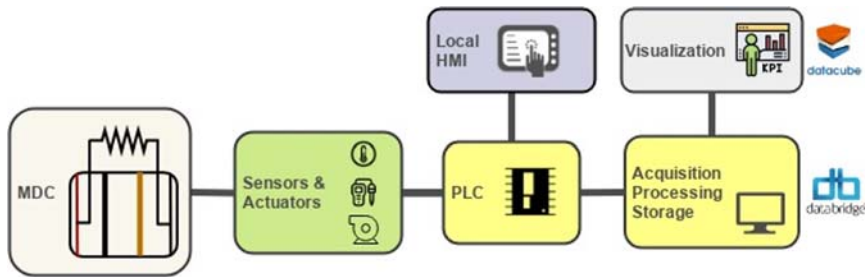 Local
HMI
Visualization
KPI
datacube
MDC
Sensors &
Actuators
PLC
Acquisition
Processing
Storage
databridge